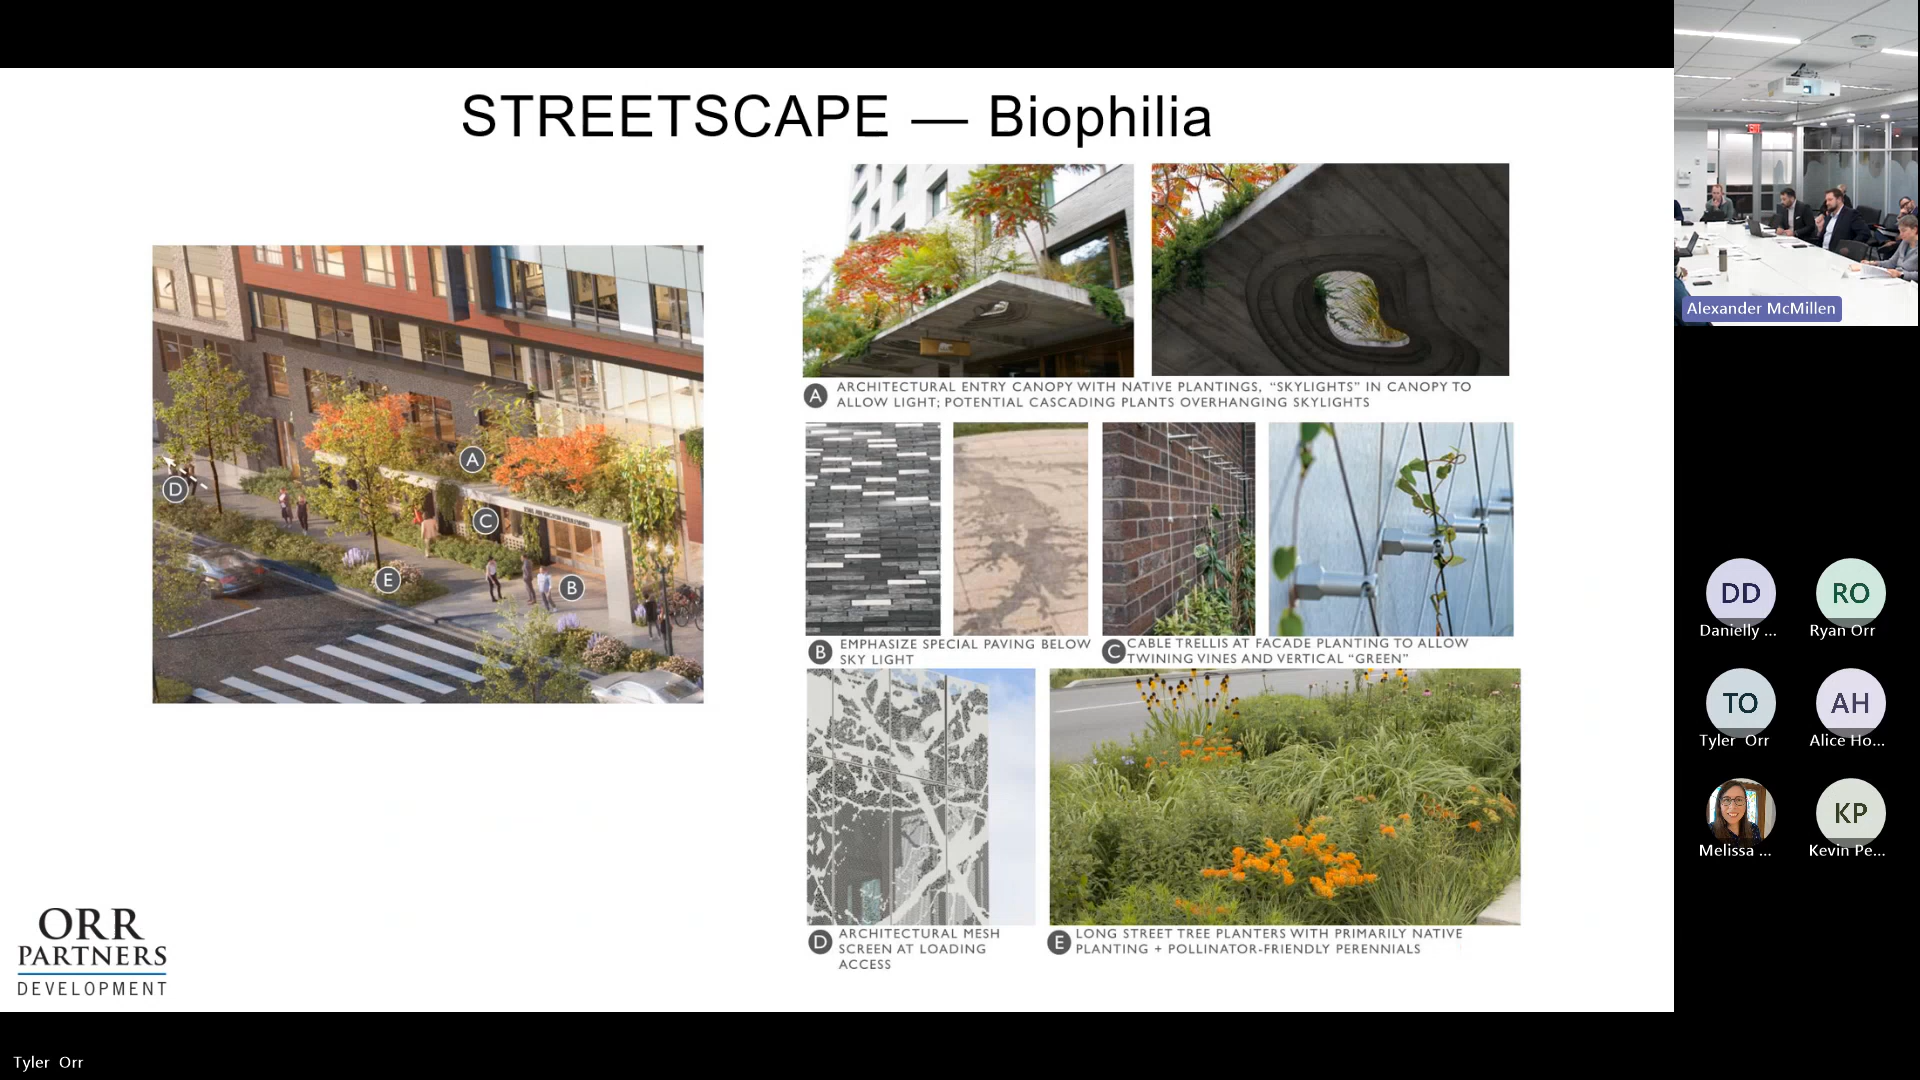 STREETSCAPE — Biophilia
A
C
D
E
B
A
ARCHITECTURAL ENTRY CANOPY WITH NATIVE PLANTINGS, “SKYLIGHTS” IN CANOPY TO
ALLOW LIGHT; POTENTIAL CASCADING PLANTS OVERHANGING SKYLIGHTS
B
EMPHASIZE SPECIAL PAVING BELOW
SKY LIGHT
C
CABLE TRELLIS AT FACADE PLANTING TO ALLOW
TWINING VINES AND VERTICAL “GREEN”
D
ARCHITECTURAL MESH
SCREEN AT LOADING
ACCESS
E
LONG STREET TREE PLANTERS WITH PRIMARILY NATIVE
PLANTING + POLLINATOR-FRIENDLY PERENNIALS
ORR
PARTNERS
DEVELOPMENT
Tyler Orr
Alexander McMillen
DD
Danielly ...
RO
Ryan Orr
TO
Tyler Orr
AH
Alice Ho...
Melissa ...
KP
Kevin Pe...